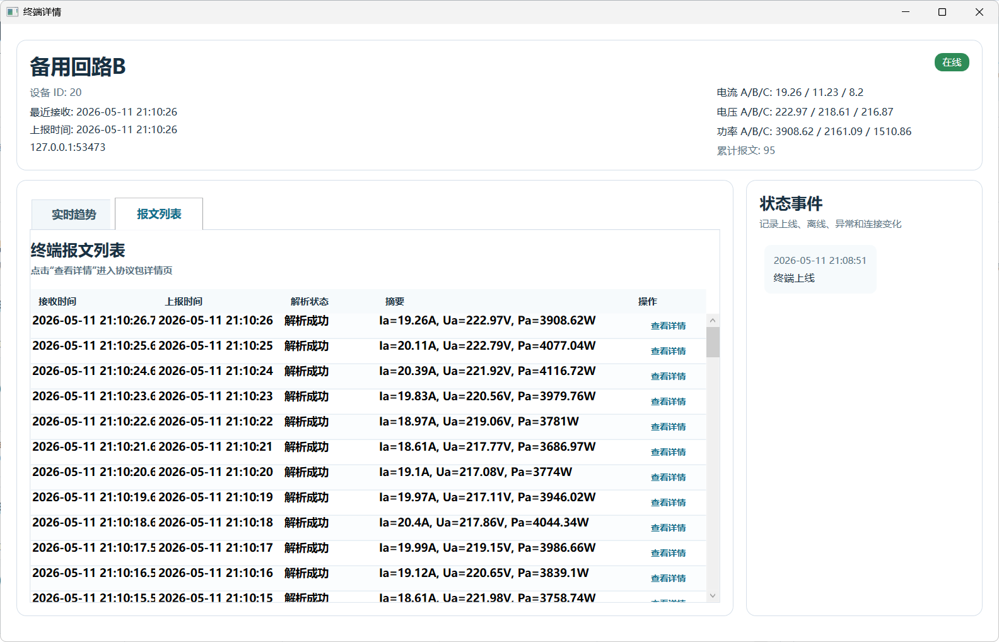 终端详情
备用回路B
在线
设备 ID: 20
最近接收: 2026-05-11 21:10:26
上报时间: 2026-05-11 21:10:26
127.0.0.1:53473
电流 A/B/C: 19.26 / 11.23 / 8.2
电压 A/B/C: 222.97 / 218.61 / 216.87
功率 A/B/C: 3908.62 / 2161.09 / 1510.86
累计报文: 95
实时趋势 报文列表
终端报文列表
点击“查看详情”进入协议包详情页
接收时间 上报时间 解析状态 摘要 操作
2026-05-11 21:10:26.7 2026-05-11 21:10:26 解析成功 Ia=19.26A, Ua=222.97V, Pa=3908.62W 查看详情
2026-05-11 21:10:25.6 2026-05-11 21:10:25 解析成功 Ia=20.11A, Ua=222.79V, Pa=4077.04W 查看详情
2026-05-11 21:10:24.6 2026-05-11 21:10:24 解析成功 Ia=20.39A, Ua=221.92V, Pa=4116.72W 查看详情
2026-05-11 21:10:23.6 2026-05-11 21:10:23 解析成功 Ia=19.83A, Ua=220.56V, Pa=3979.76W 查看详情
2026-05-11 21:10:22.6 2026-05-11 21:10:22 解析成功 Ia=18.97A, Ua=219.06V, Pa=3781W 查看详情
2026-05-11 21:10:21.6 2026-05-11 21:10:21 解析成功 Ia=18.61A, Ua=217.77V, Pa=3686.97W 查看详情
2026-05-11 21:10:20.6 2026-05-11 21:10:20 解析成功 Ia=19.1A, Ua=217.08V, Pa=3774W 查看详情
2026-05-11 21:10:19.6 2026-05-11 21:10:19 解析成功 Ia=19.97A, Ua=217.11V, Pa=3946.02W 查看详情
2026-05-11 21:10:18.6 2026-05-11 21:10:18 解析成功 Ia=20.4A, Ua=217.86V, Pa=4044.34W 查看详情
2026-05-11 21:10:17.5 2026-05-11 21:10:17 解析成功 Ia=19.99A, Ua=219.15V, Pa=3986.66W 查看详情
2026-05-11 21:10:16.5 2026-05-11 21:10:16 解析成功 Ia=19.12A, Ua=220.65V, Pa=3839.1W 查看详情
2026-05-11 21:10:15.5 2026-05-11 21:10:15 解析成功 Ia=18.61A, Ua=221.98V, Pa=3758.74W
状态事件
记录上线、离线、异常和连接变化
2026-05-11 21:08:51
终端上线